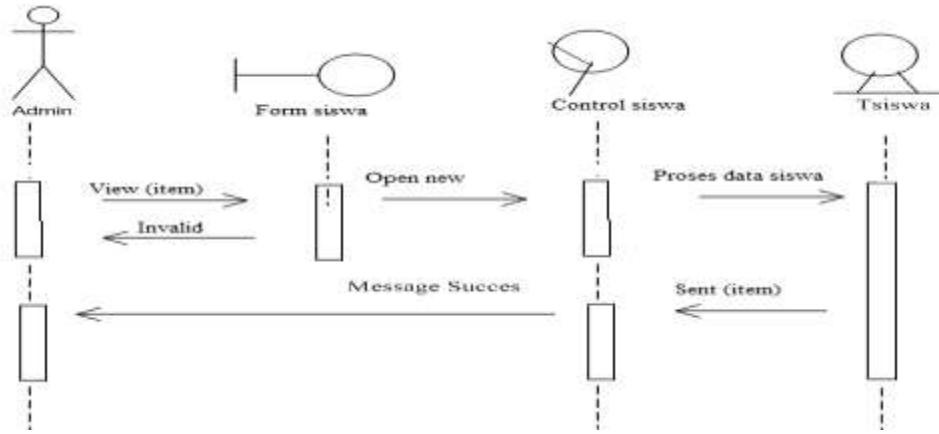 Admin
Form siswa
Control siswa
Tsiswa
View (item)
Open new
Proses data siswa
Invalid
Message Succes
Sent (item)